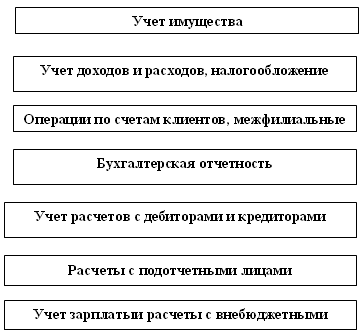 Учет имущества
Учет доходов и расходов, налогообложение
Операции по счетам клиентов, межфилиальные
Бухгалтерская отчетность
Учет расчетов с дебиторами и кредиторами
Расчеты с подотчетными лицами
Учет зарплатыи расчеты с внебюджетными